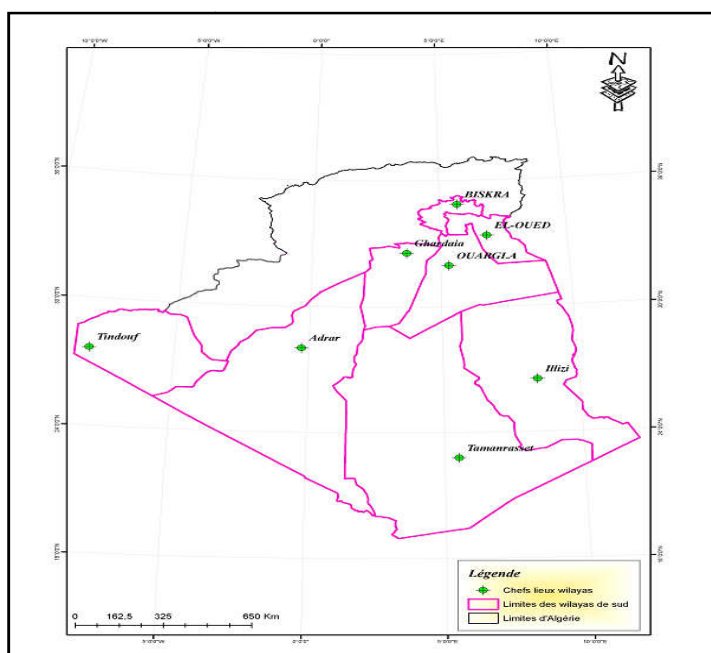 N
BISKRA
EL-OUED
Ghardaia
OUARGLA
Tindouf
Adrar
Illizi
Tamanrasset
Légende
Chefs lieux wilayas
Limites des wilayas de sud
Limites d'Algérie
0 162,5 325 650 Km